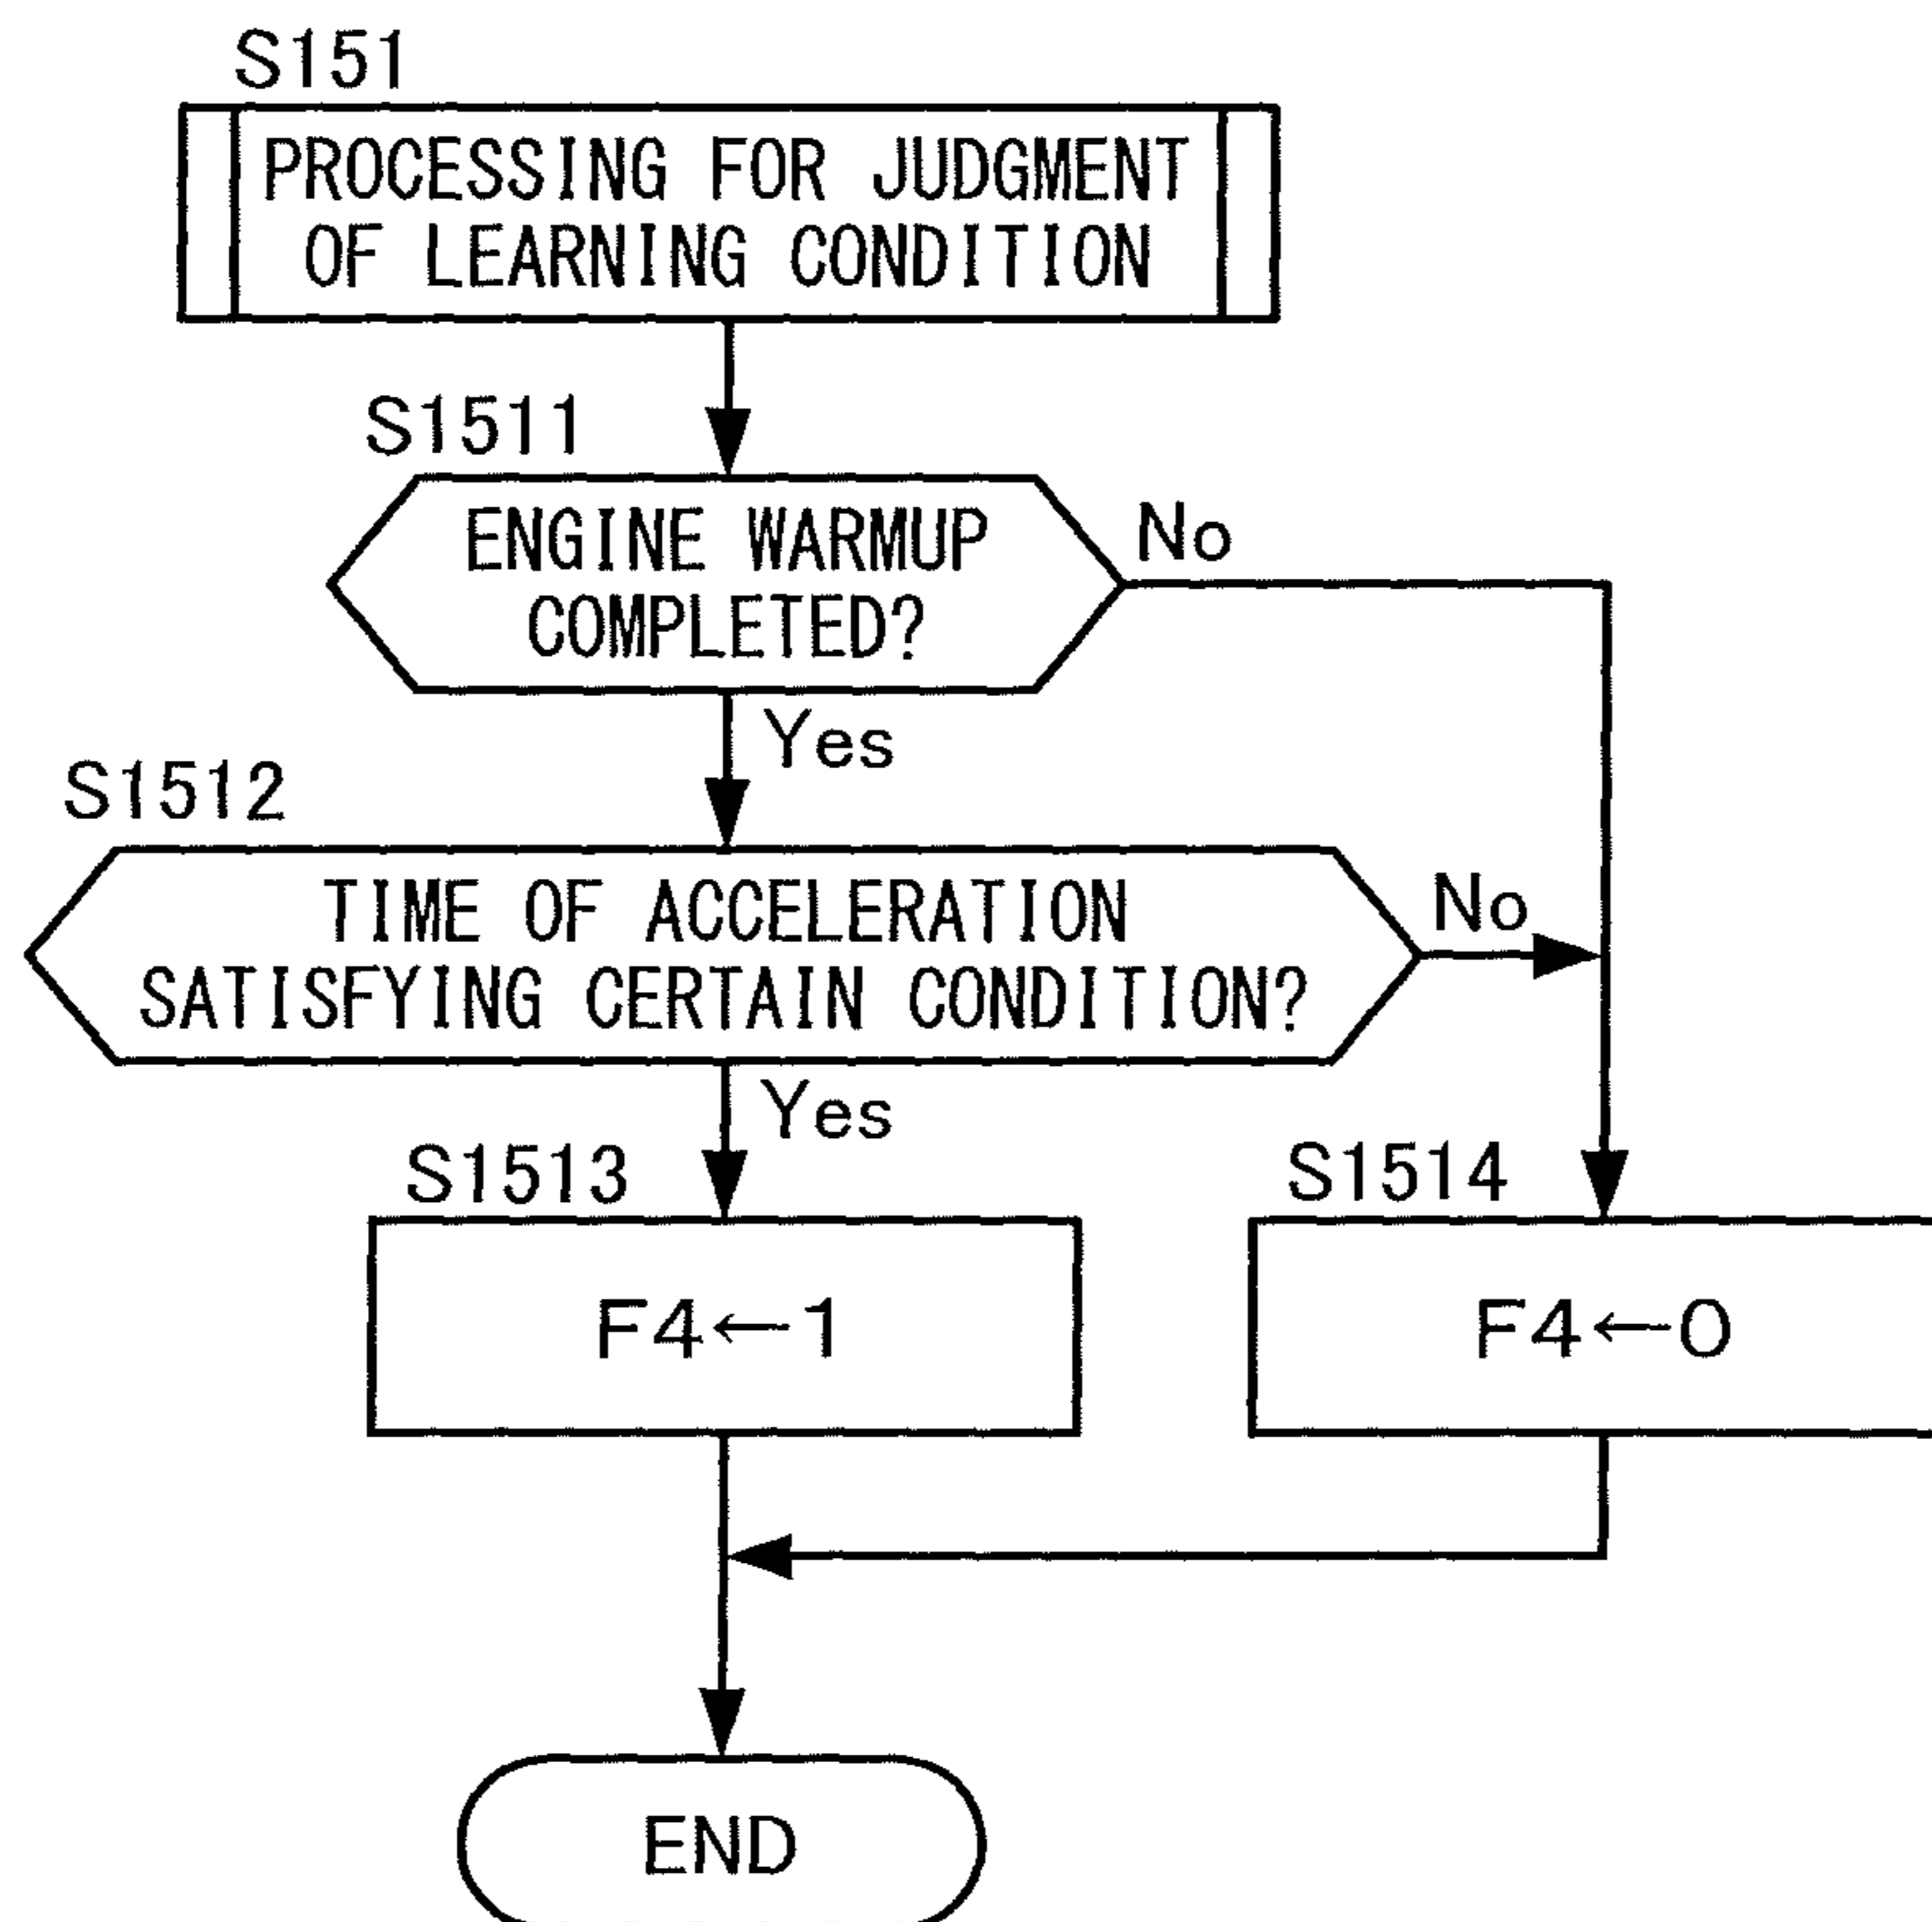 S151
PROCESSING FOR JUDGMENT
OF LEARNING CONDITION
S1511
ENGINE WARMUP
COMPLETED?
No
Yes
S1512
TIME OF ACCELERATION
SATISFYING CERTAIN CONDITION?
No
Yes
S1513
F4←1
S1514
F4←0
END